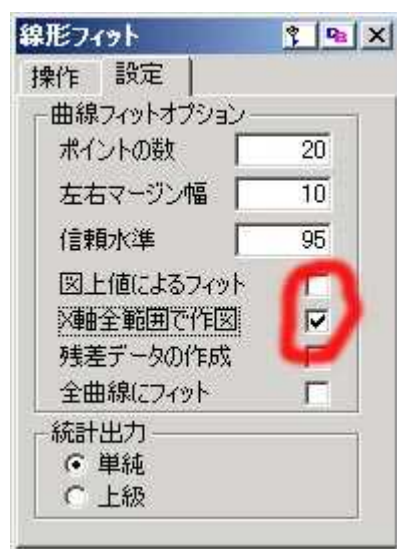 線形フィット
操作 設定
曲線フィットオプション
ポイントの数 20
左右マージン幅 10
信頼水準 95
図上値によるフィット
X軸全範囲で作図
残差データの作成
全曲線にフィット
統計出力
単純
上級